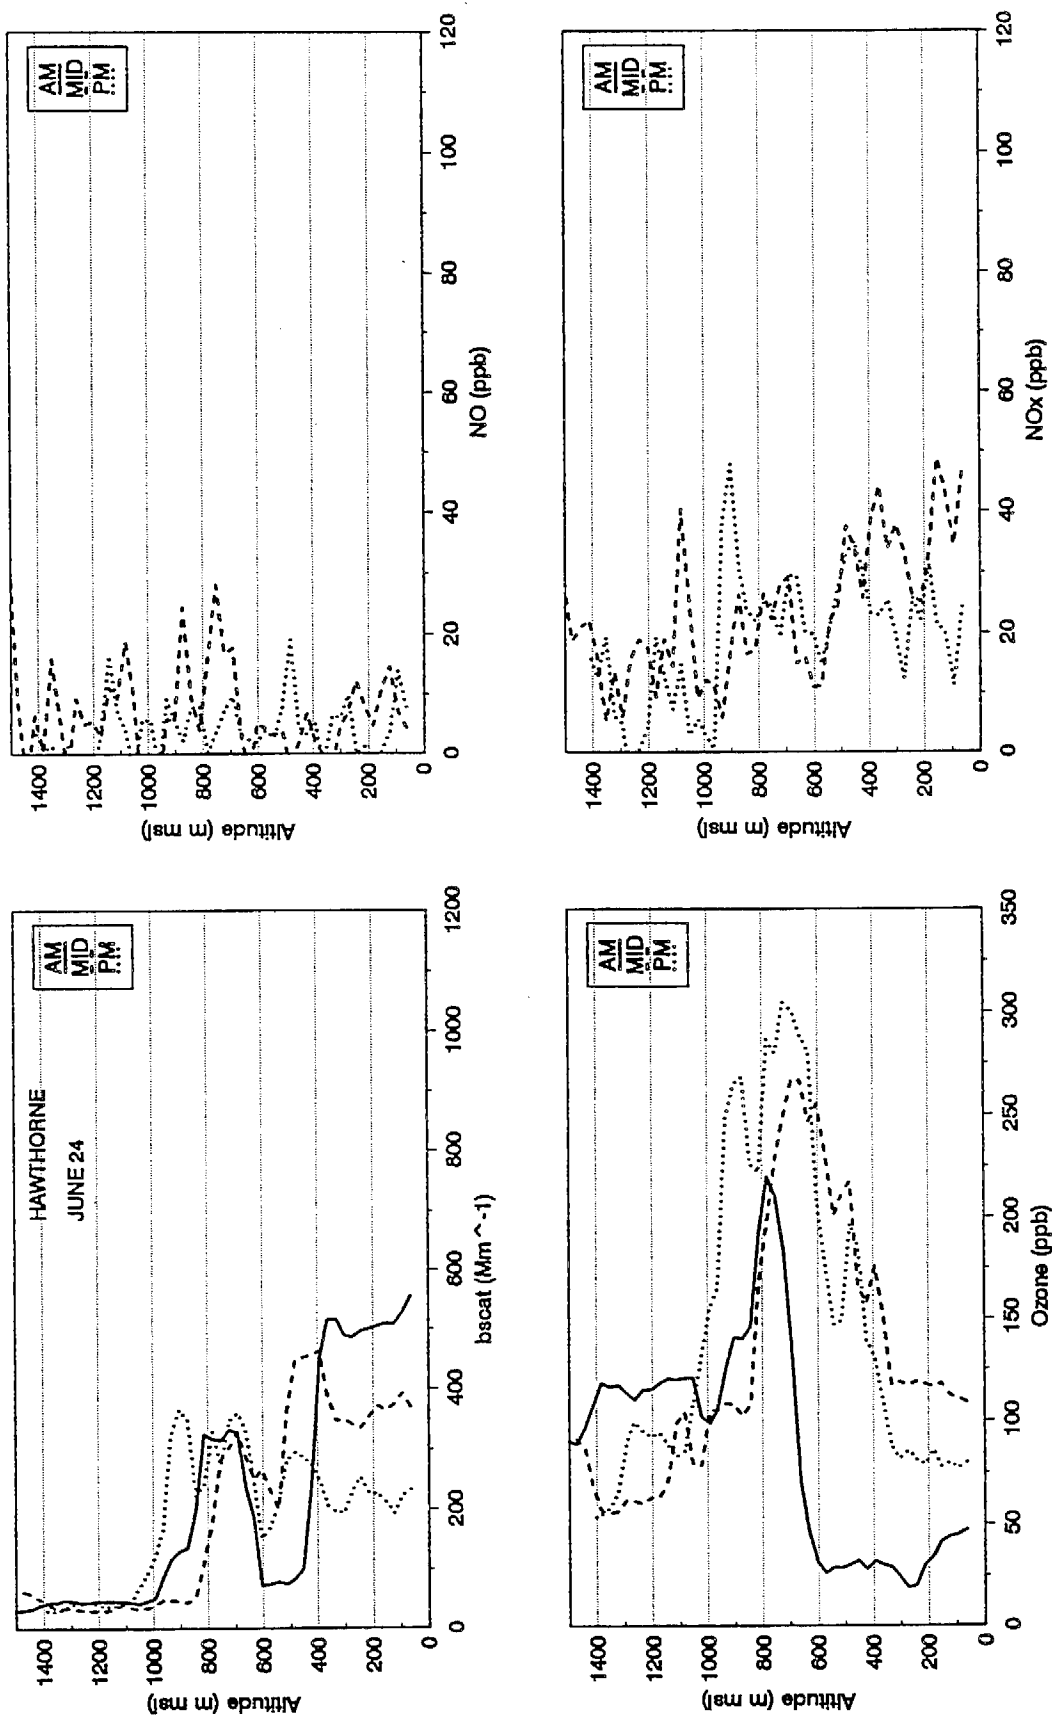 HAWTHORNE
JUNE 24
AM
MID
PM
Altitude (m msl)
1400
1200
1000
800
600
400
200
0
0
200
400
600
800
1000
1200
bscat (Mm^-1)
AM
MID
PM
Altitude (m msl)
1400
1200
1000
800
600
400
200
0
0
20
40
60
80
100
120
NO (ppb)
AM
MID
PM
Altitude (m msl)
1400
1200
1000
800
600
400
200
0
0
50
100
150
200
250
300
350
Ozone (ppb)
AM
MID
PM
Altitude (m msl)
1400
1200
1000
800
600
400
200
0
0
20
40
60
80
100
120
NOx (ppb)